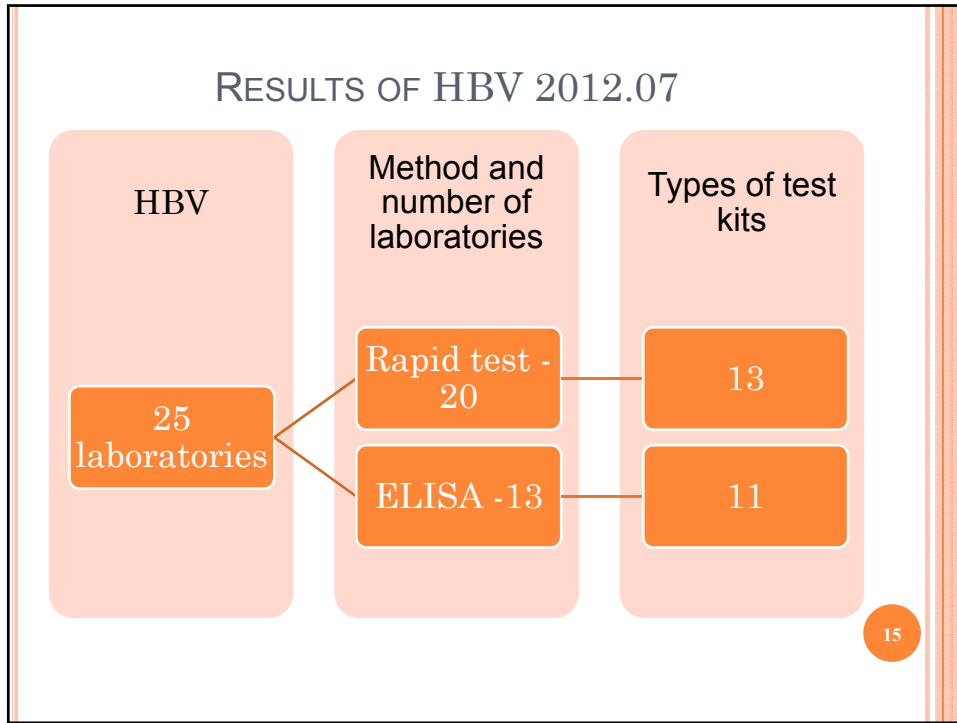 RESULTS OF HBV 2012.07
HBV
Method and
number of
laboratories
Types of test
kits
25
laboratories
Rapid test -
20
13
ELISA -13
11
15